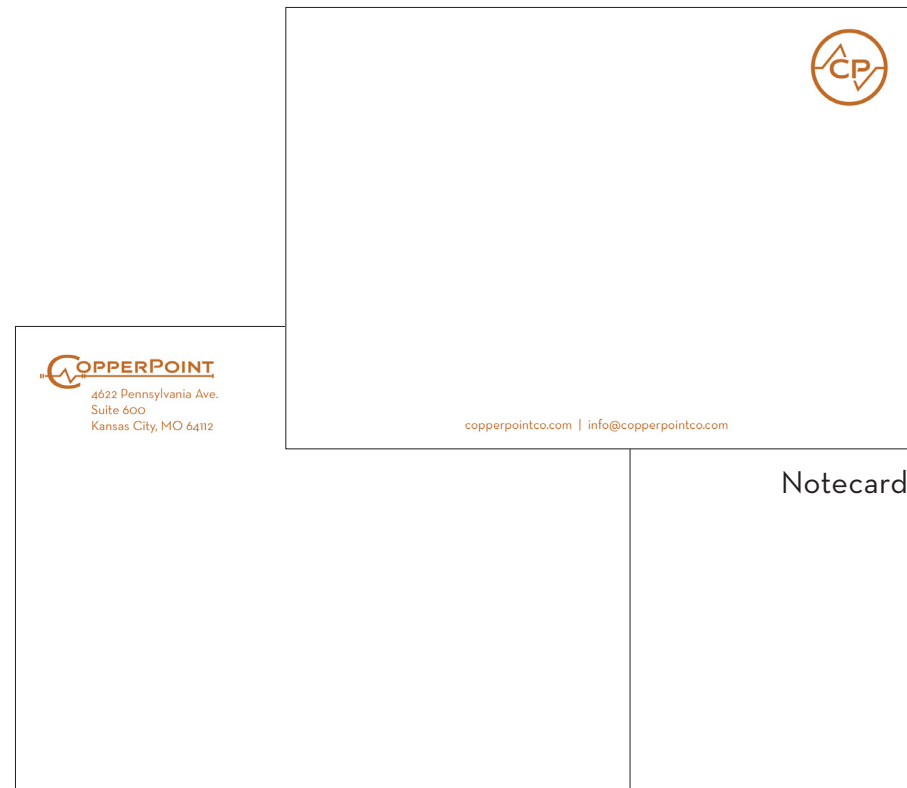 CP
COPPERPOINT
4622 Pennsylvania Ave.
Suite 600
Kansas City, MO 64112
copperpointco.com | info@copperpointco.com
Notecard